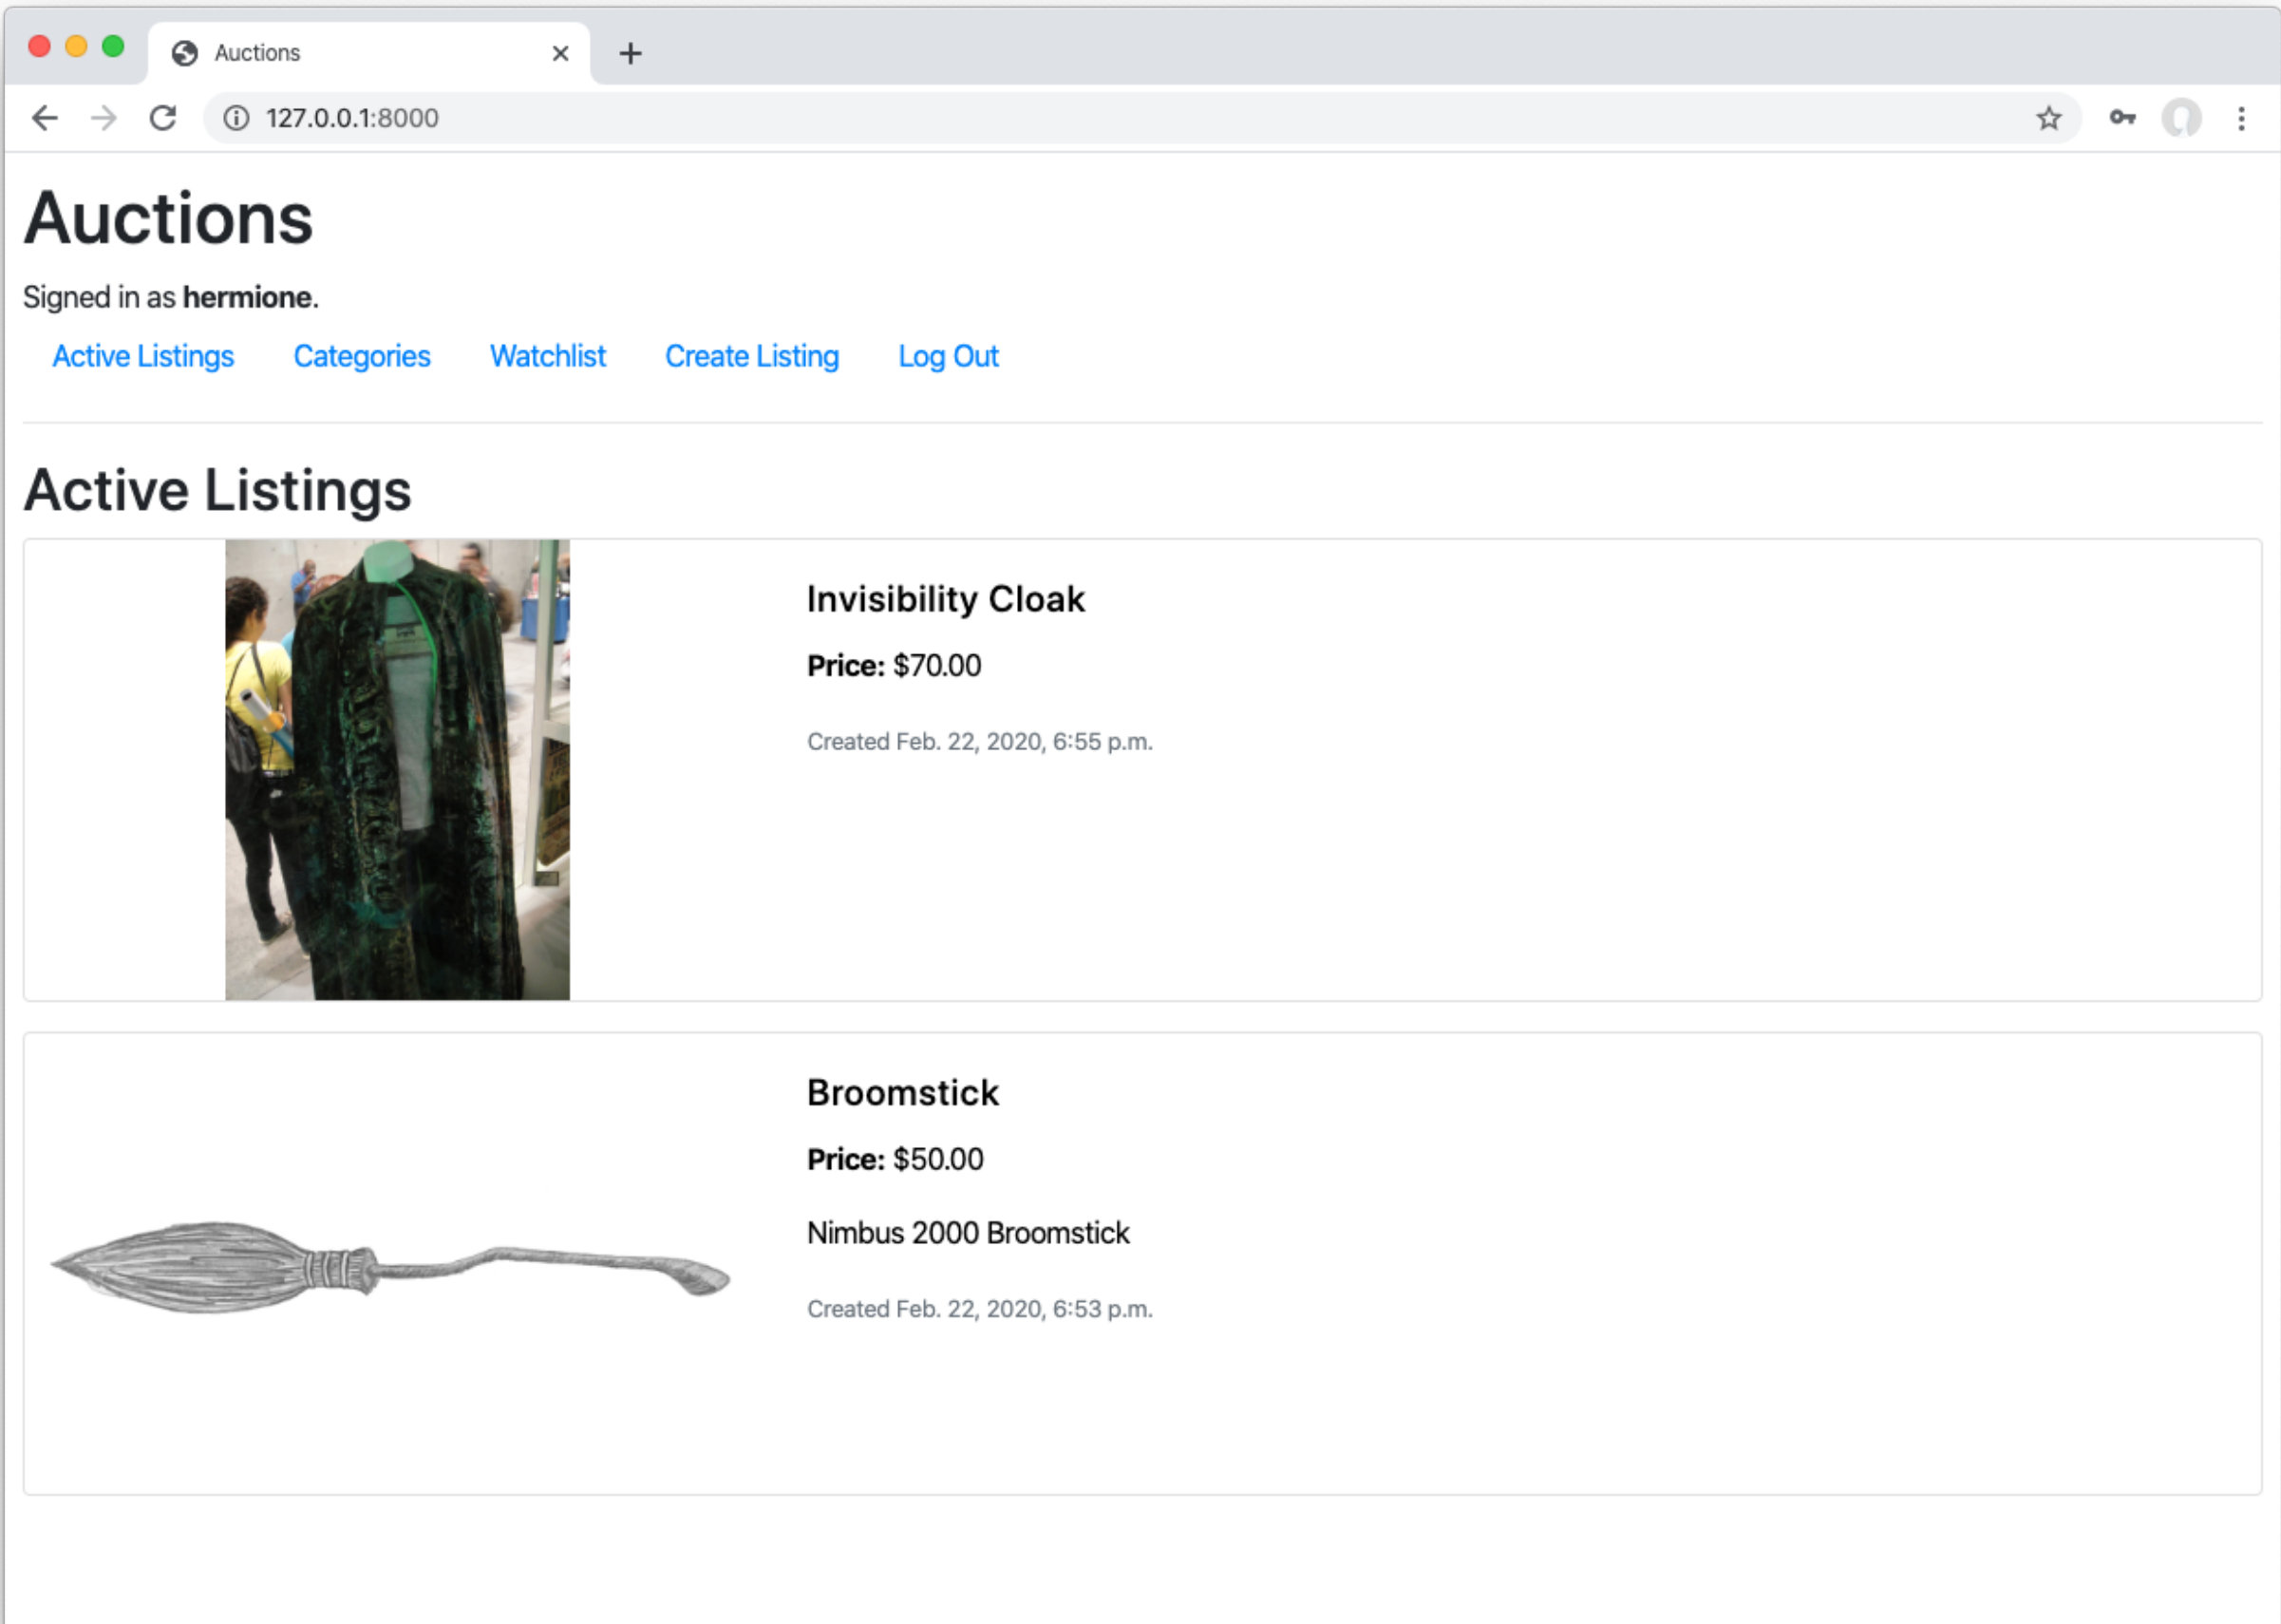 Auctions
127.0.0.1:8000
Auctions
Signed in as hermione.
Active Listings Categories Watchlist Create Listing Log Out
Active Listings
Invisibility Cloak
Price: $70.00
Created Feb. 22, 2020, 6:55 p.m.
Broomstick
Price: $50.00
Nimbus 2000 Broomstick
Created Feb. 22, 2020, 6:53 p.m.